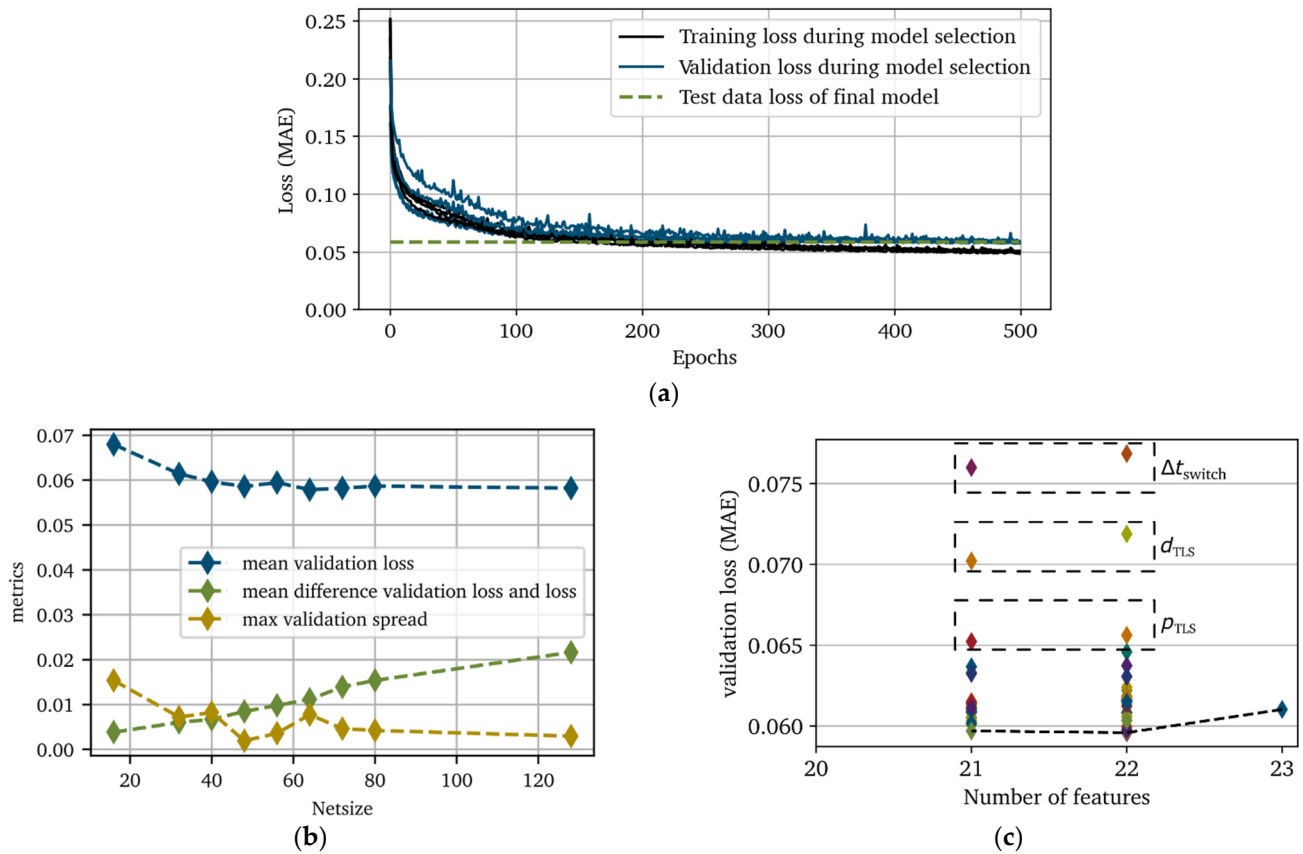 0.25
0.20
0.15
0.10
0.05
0.00
Loss (MAE)
Training loss during model selection
Validation loss during model selection
Test data loss of final model
0 100 200 300 400 500
Epochs
(a)
0.07
0.06
0.05
0.04
0.03
0.02
0.01
0.00
metrics
mean validation loss
mean difference validation loss and loss
max validation spread
20 40 60 80 100 120
Netsize
(b)
0.075
0.070
0.065
0.060
validation loss (MAE)
Δt_switch
d_TLS
p_TLS
20 21 22 23
Number of features
(c)